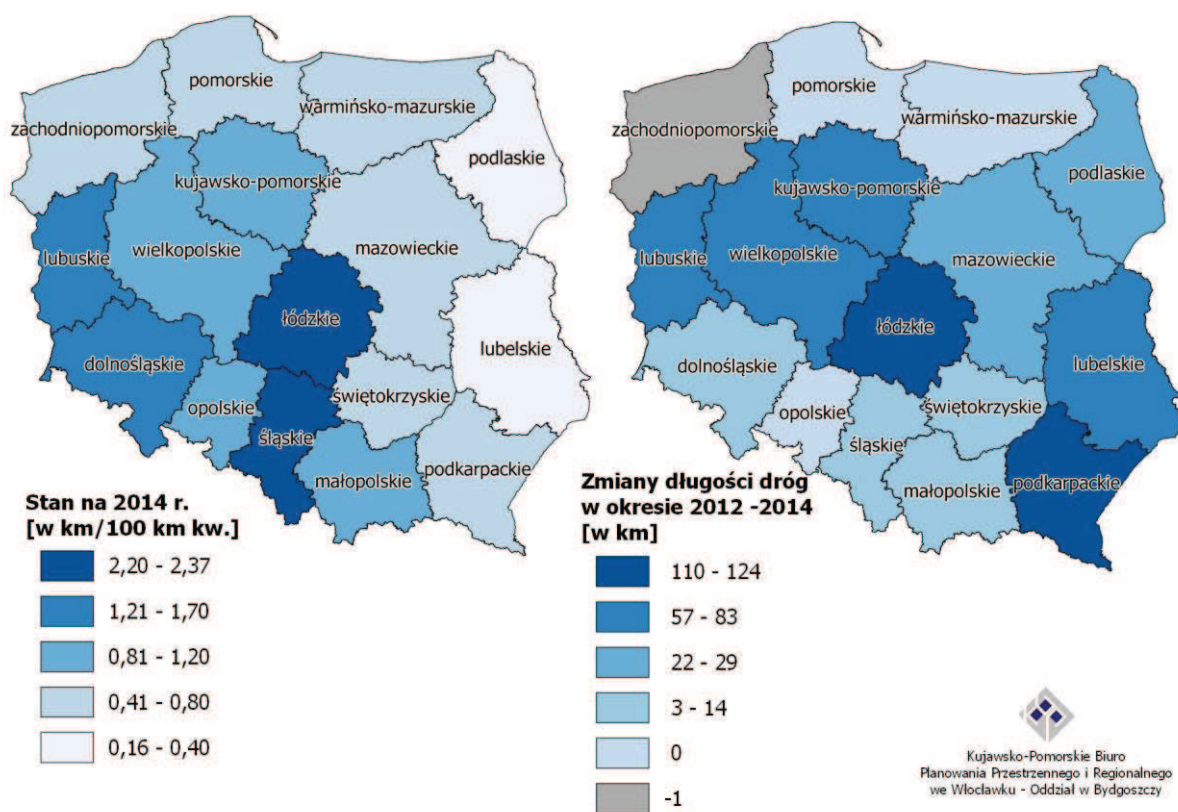 pomorskie
warmińsko-mazurskie
zachodniopomorskie
podlaskie
kujawsko-pomorskie
mazowieckie
wielkopolskie
lubuskie
łódzkie
lubelskie
dolnośląskie
świętokrzyskie
opolskie
śląskie
podkarpackie
małopolskie
Stan na 2014 r.
[w km/100 km kw.]
2,20 - 2,37
1,21 - 1,70
0,81 - 1,20
0,41 - 0,80
0,16 - 0,40
pomorskie
warmińsko-mazurskie
zachodniopomorskie
podlaskie
kujawsko-pomorskie
wielkopolskie
mazowieckie
lubuskie
łódzkie
dolnośląskie
lubelskie
opolskie
świętokrzyskie
śląskie
małopolskie
podkarpackie
Zmiany długości dróg
w okresie 2012 -2014
[w km]
110 - 124
57 - 83
22 - 29
3 - 14
0
-1
Kujawsko-Pomorskie Biuro
Planowania Przestrzennego i Regionalnego
we Włocławku - Oddział w Bydgoszczy